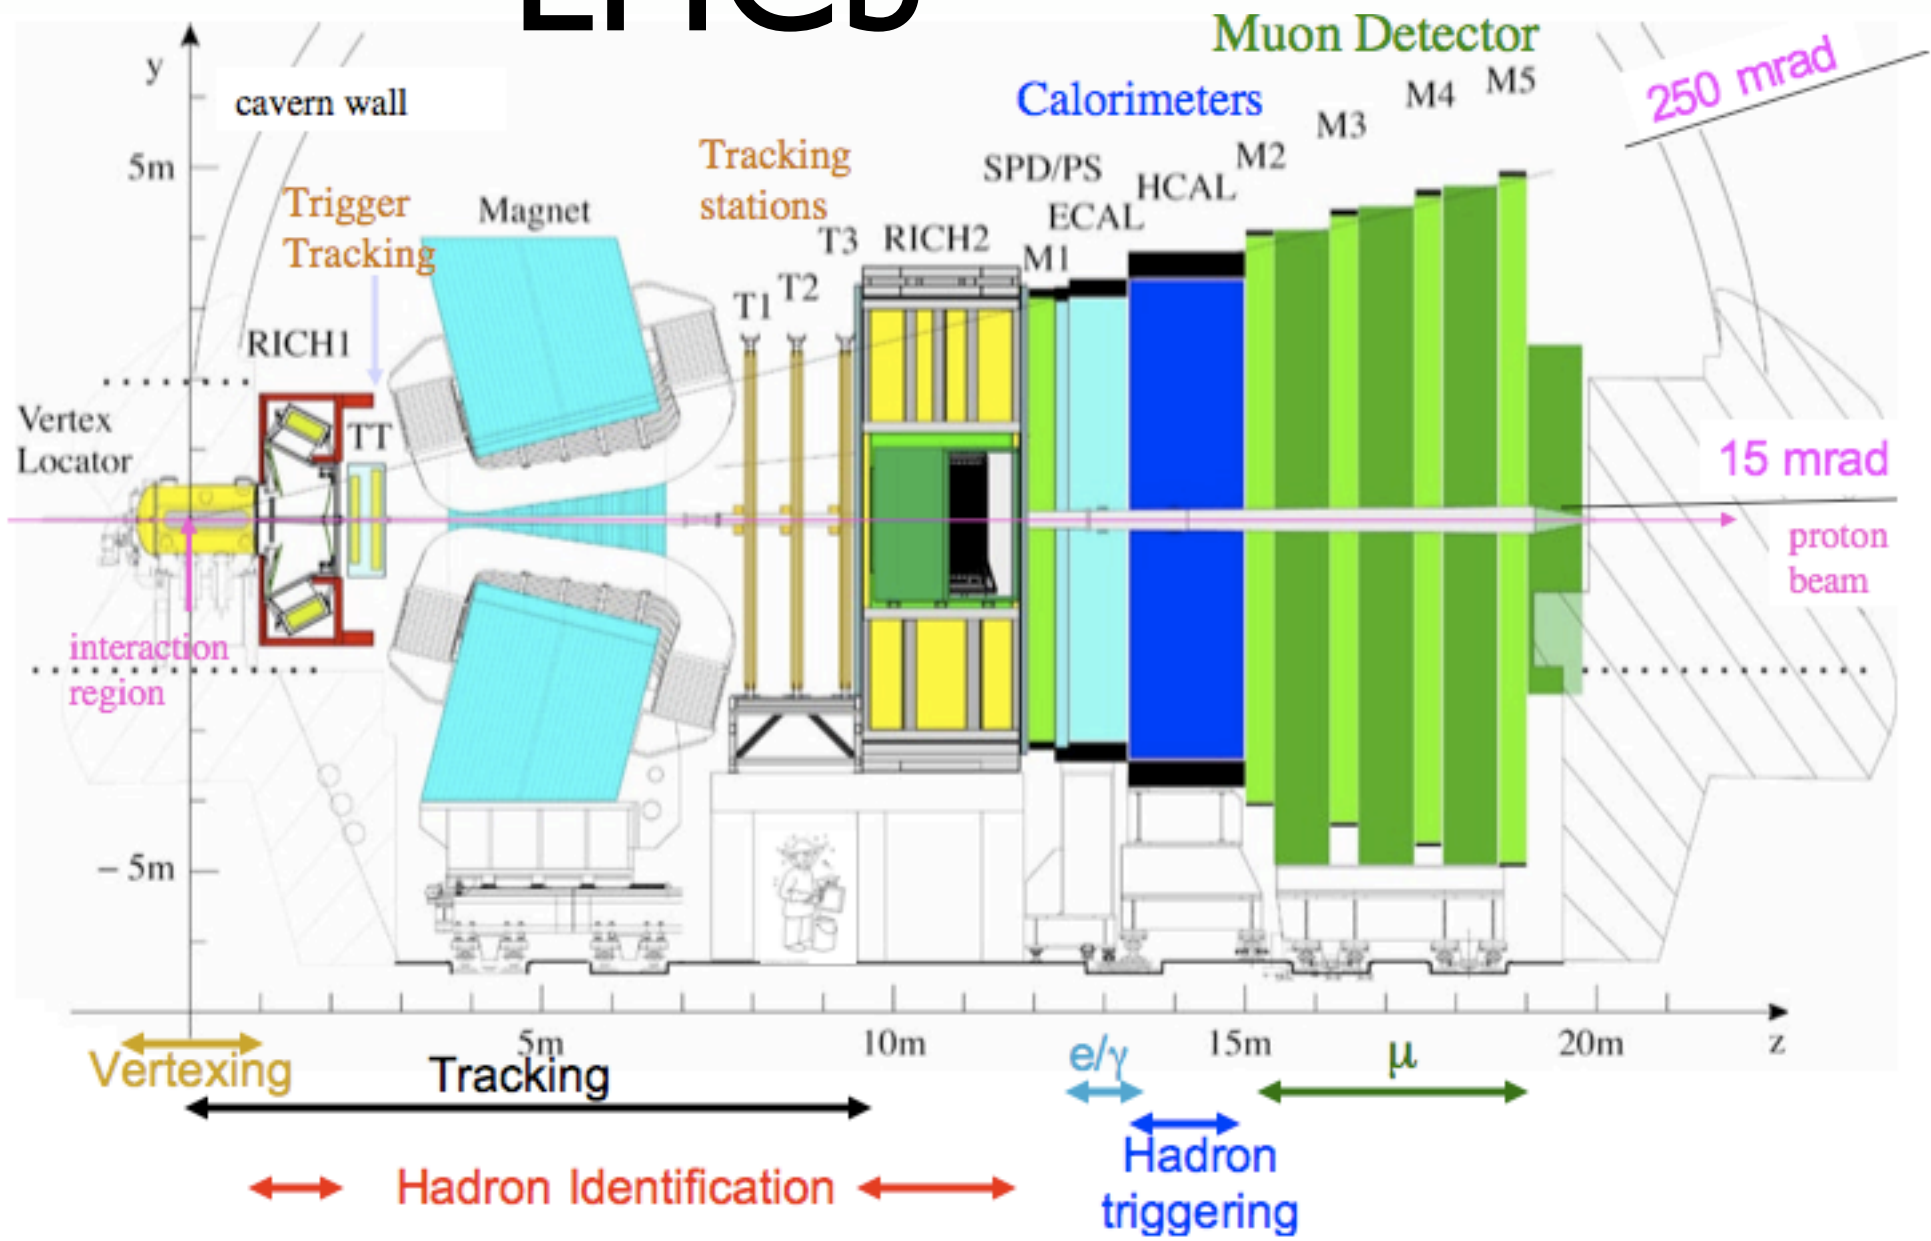 LHCb
Muon Detector
y
cavern wall
Calorimeters
M5
M4
M3
M2
250 mrad
5m
Trigger
Tracking
Magnet
Tracking
stations
T3
RICH2
SPD/PS
ECAL
HCAL
M1
T2
T1
RICH1
Vertex
Locator
TT
15 mrad
proton
beam
interaction
region
− 5m
5m
10m
15m
20m
z
Vertexing
Tracking
e/γ
μ
Hadron Identification
Hadron
triggering